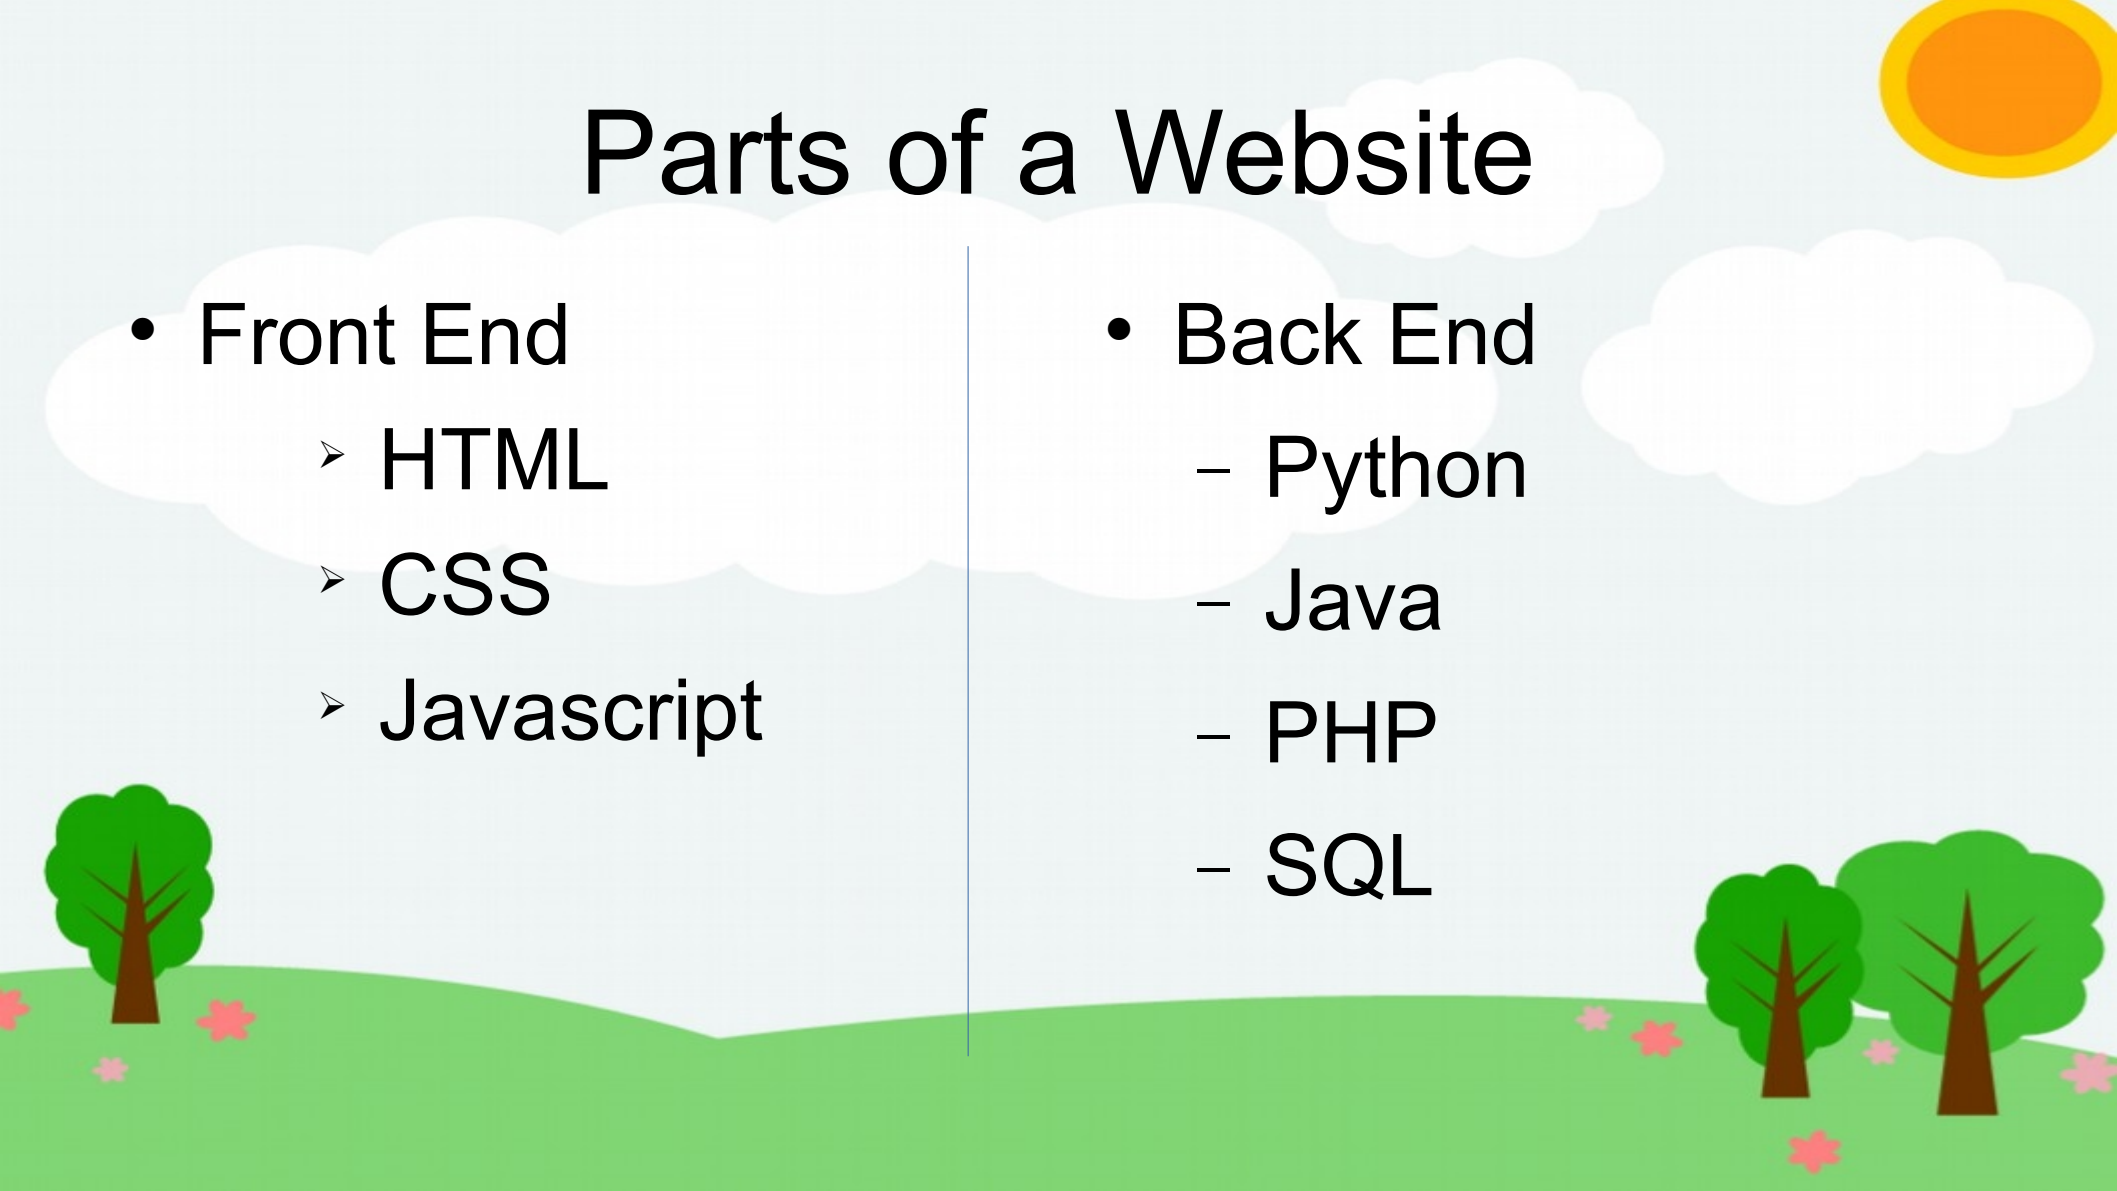 Parts of a Website
• Front End
➢ HTML
➢ CSS
➢ Javascript
• Back End
– Python
– Java
– PHP
– SQL